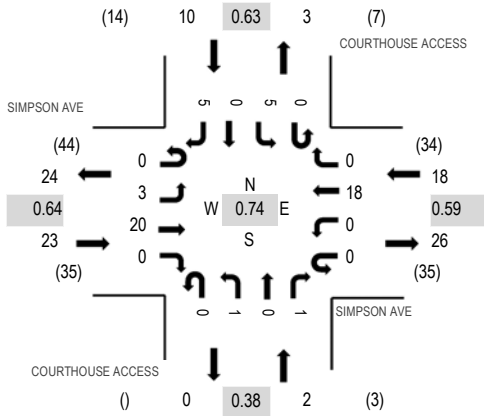 (14) 10 0.63 3 (7)
COURTHOUSE ACCESS
SIMPSON AVE
5 0 5 0
(44) (34)
24 0 0 18
3 N 18
0.64 W 0.74 E 0.59
20 0
23 S 26
0 0
(35) (35)
0 1 0 1
SIMPSON AVE
COURTHOUSE ACCESS
() 0 0.38 2 (3)